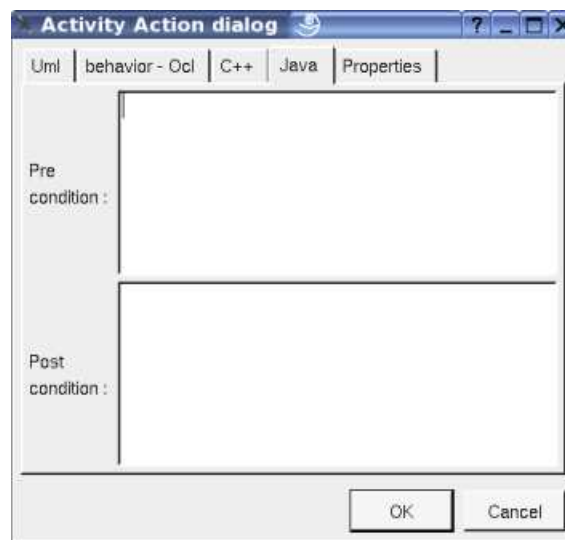 Activity Action dialog
Uml behavior - Ocl C++ Java Properties
Pre
condition :
Post
condition :
OK Cancel